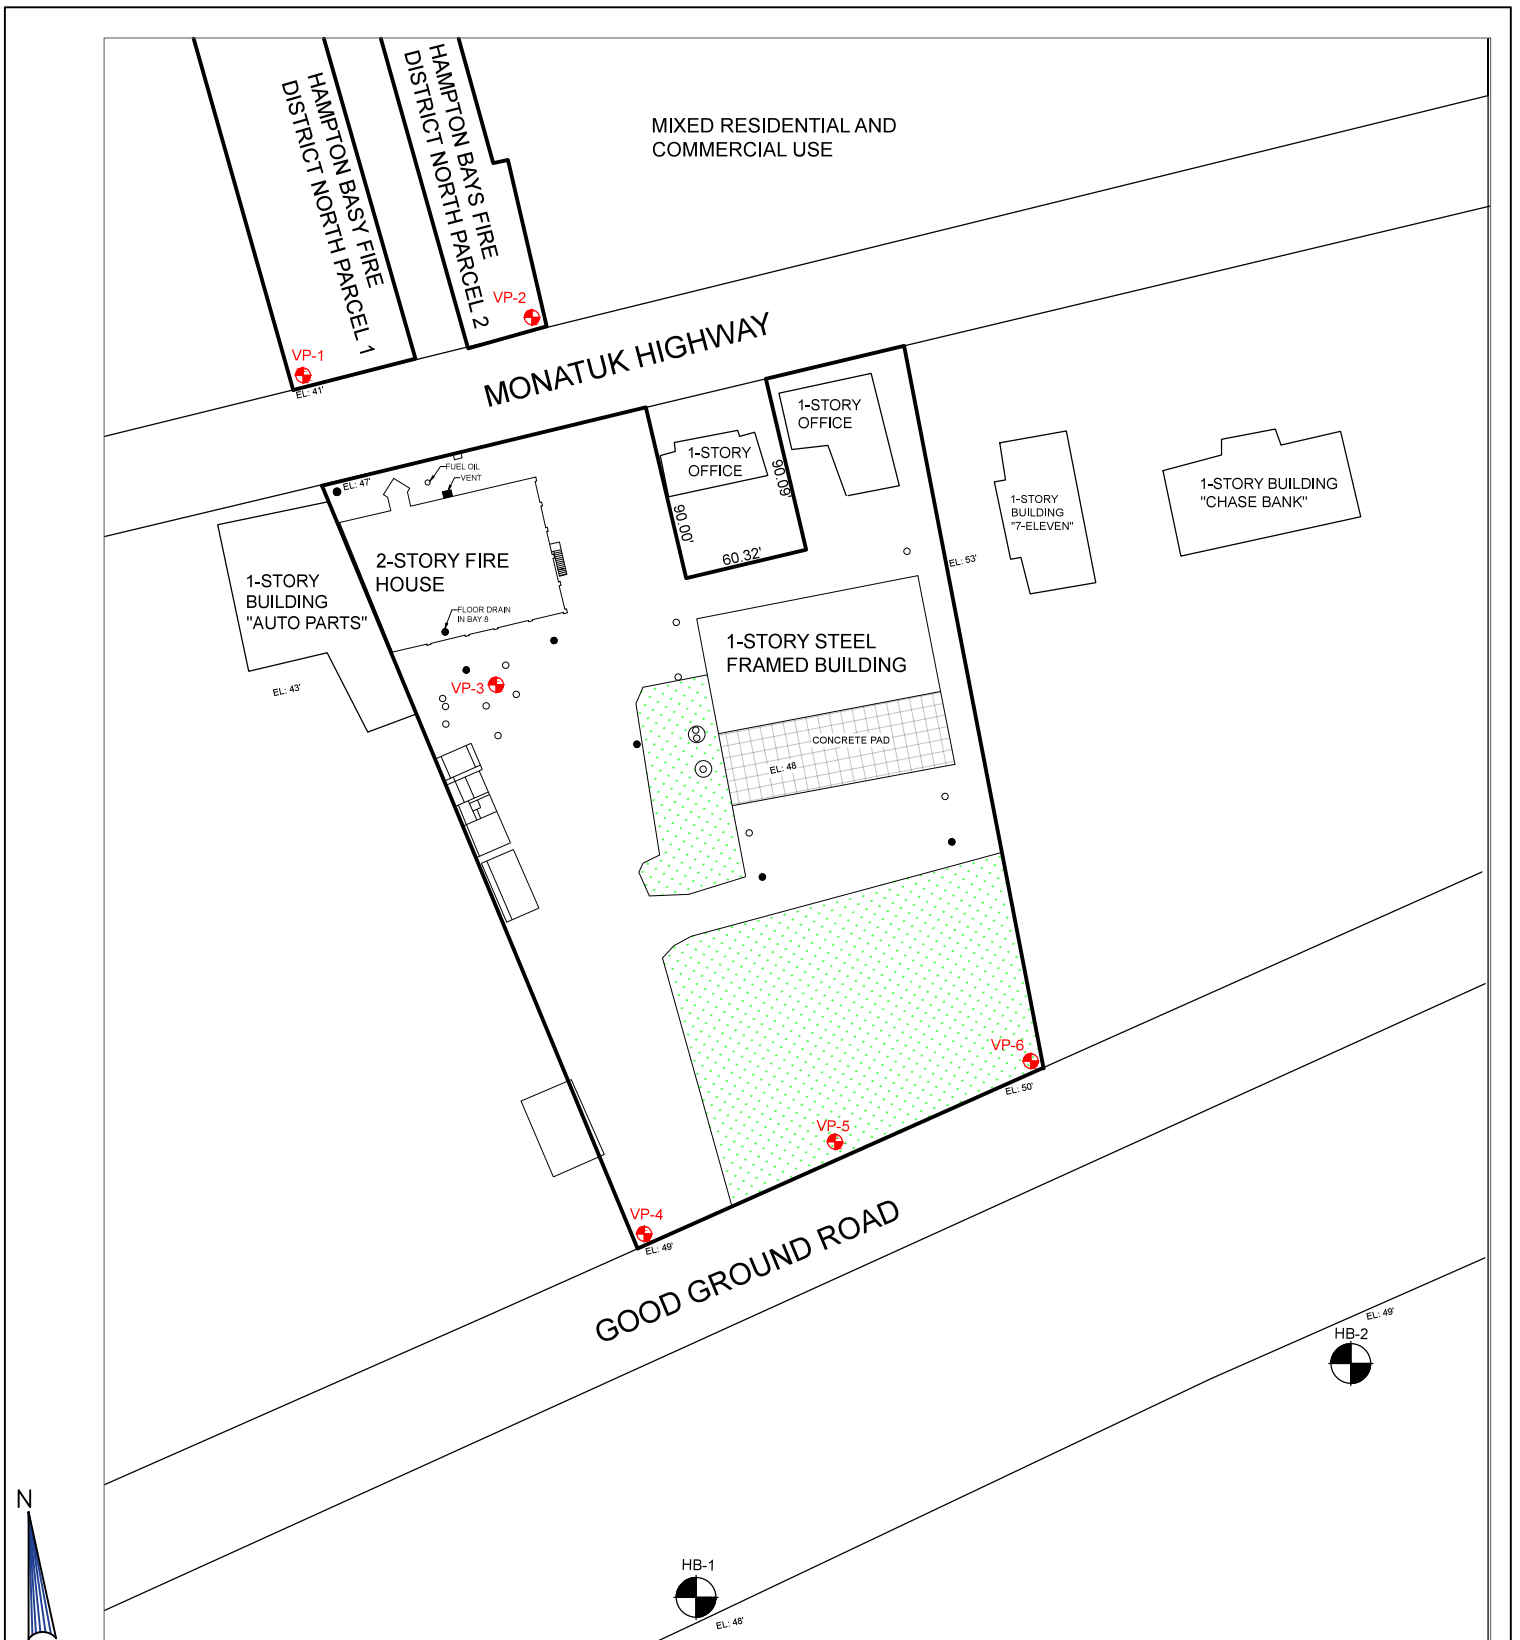 HAMPTON BASY FIRE
DISTRICT NORTH PARCEL 1
HAMPTON BAYS FIRE
DISTRICT NORTH PARCEL 2
MIXED RESIDENTIAL AND
COMMERCIAL USE
VP-2
VP-1
EL: 41'
MONATUK HIGHWAY
1-STORY
OFFICE
1-STORY
OFFICE
90.09'
90.00'
60.32'
FUEL OIL
VENT
EL: 47'
2-STORY FIRE
HOUSE
FLOOR DRAIN
IN BAY 8
1-STORY
BUILDING
"AUTO PARTS"
EL: 43'
1-STORY
BUILDING
"7-ELEVEN"
1-STORY BUILDING
"CHASE BANK"
EL: 53'
1-STORY STEEL
FRAMED BUILDING
VP-3
CONCRETE PAD
EL: 48
VP-6
EL: 50'
VP-5
VP-4
EL: 49'
GOOD GROUND ROAD
EL: 49'
HB-2
N
HB-1
EL: 48'